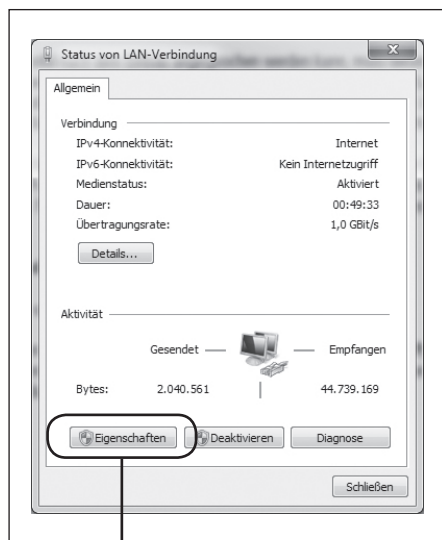 Status von LAN-Verbindung
Allgemein
Verbindung
IPv4-Konnektivität: Internet
IPv6-Konnektivität: Kein Internetzugriff
Medienstatus: Aktiviert
Dauer: 00:49:33
Übertragungsrate: 1,0 GBit/s
Details...
Aktivität
Gesendet Empfangen
Bytes: 2.040.561 44.739.169
Eigenschaften Deaktivieren Diagnose
Schließen